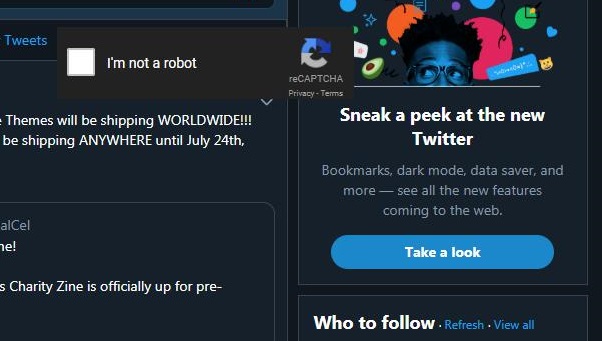 Tweets
I'm not a robot
reCAPTCHA
Privacy - Terms
Themes will be shipping WORLDWIDE!!!
be shipping ANYWHERE until July 24th,
alCel
ne!
s Charity Zine is officially up for pre-
Sneak a peek at the new
Twitter
Bookmarks, dark mode, data saver, and
more — see all the new features
coming to the web.
Take a look
Who to follow · Refresh · View all